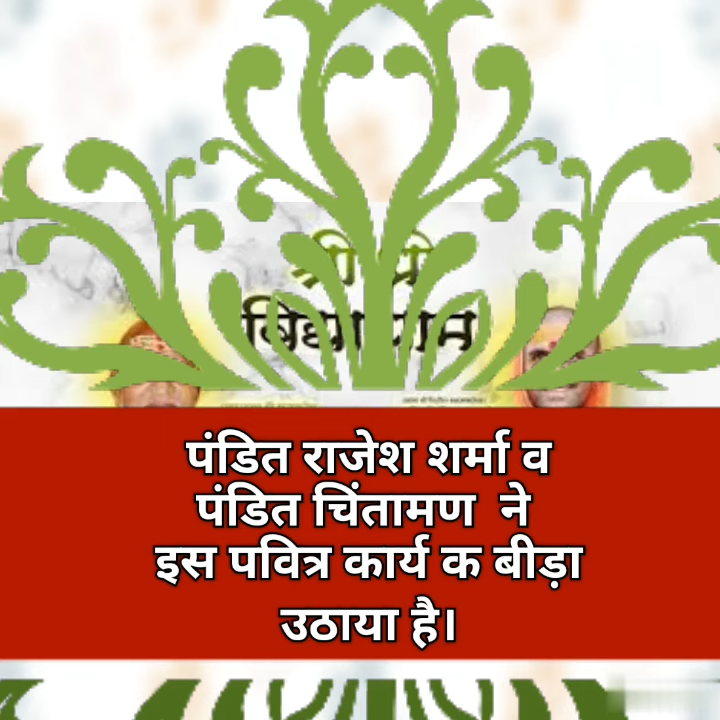 श्री श्री
विद्याधाम
पंडित राजेश शर्मा व
पंडित चिंतामण ने
इस पवित्र कार्य क बीड़ा
उठाया है।